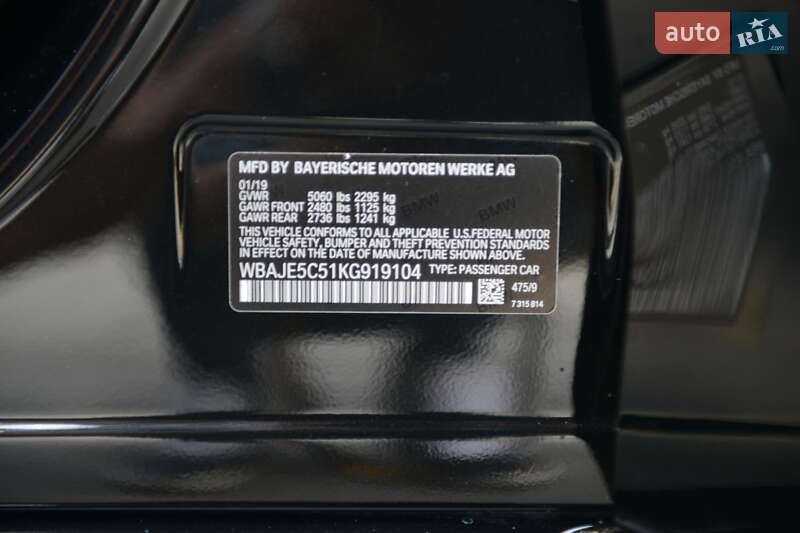 auto RIA .com
MFD BY BAYERISCHE MOTOREN WERKE AG
01/19
GVWR 5060 lbs 2295 kg
GAWR FRONT 2480 lbs 1125 kg
GAWR REAR 2736 lbs 1241 kg
THIS VEHICLE CONFORMS TO ALL APPLICABLE U.S.FEDERAL MOTOR
VEHICLE SAFETY, BUMPER AND THEFT PREVENTION STANDARDS
IN EFFECT ON THE DATE OF MANUFACTURE SHOWN ABOVE.
WBAJE5C51KG919104 TYPE: PASSENGER CAR
475/9
7 315 814
BMW
BMW